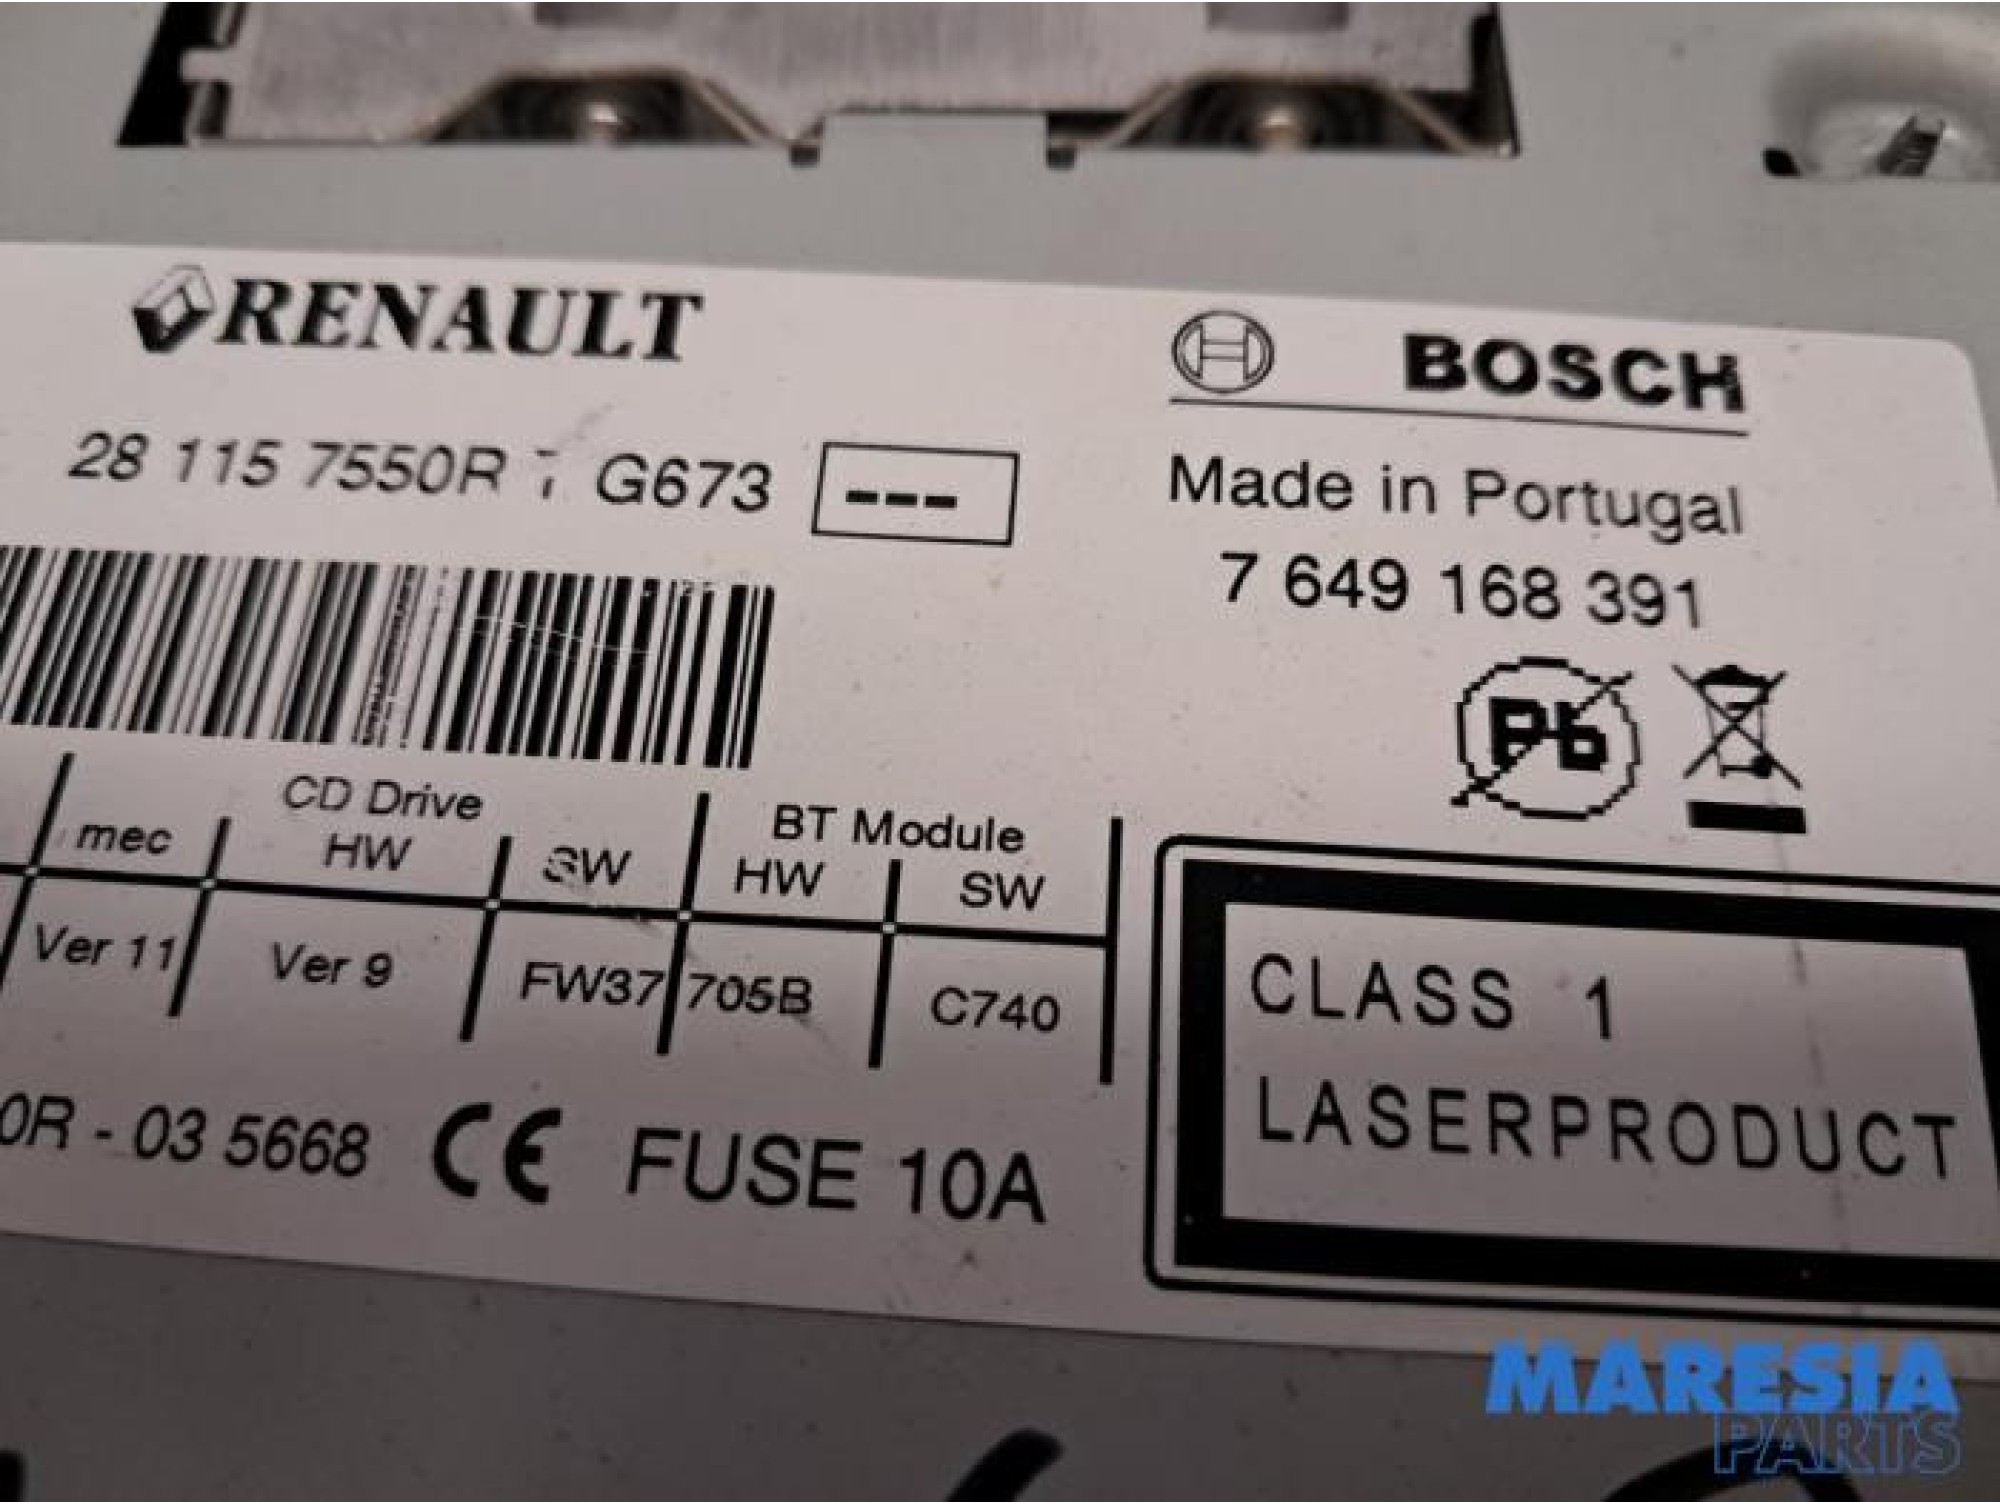 RENAULT
28 115 7550R T G673 ---
BOSCH
Made in Portugal
7 649 168 391
Pb
CD Drive BT Module
mec HW SW HW SW
Ver 11 Ver 9 FW37 705B C740
0R - 03 5668 CE FUSE 10A
CLASS 1
LASERPRODUCT
MARESIA
PARTS